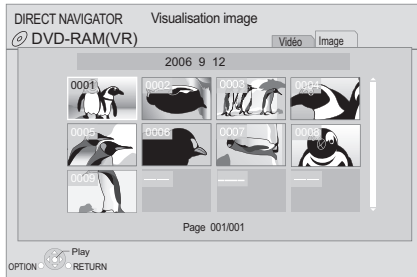 DIRECT NAVIGATOR Visualisation image
DVD-RAM(VR) Vidéo Image
2006 9 12
0001 0002 0003 0004
0005 0006 0007 0008
0009 --- --- ---
Page 001/001
Play
OPTION RETURN